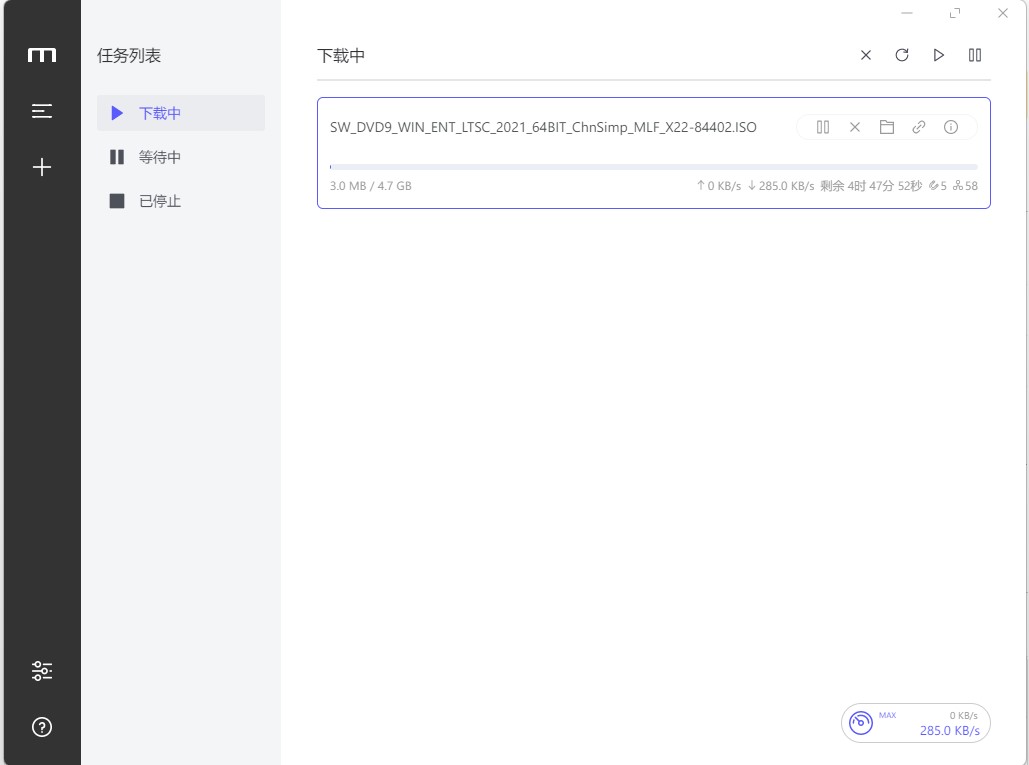 m
任务列表
下载中
等待中
已停止
下载中
SW_DVD9_WIN_ENT_LTSC_2021_64BIT_ChnSimp_MLF_X22-84402.ISO
3.0 MB / 4.7 GB
↑ 0 KB/s ↓ 285.0 KB/s 剩余 4时 47分 52秒 5 58
MAX
0 KB/s
285.0 KB/s